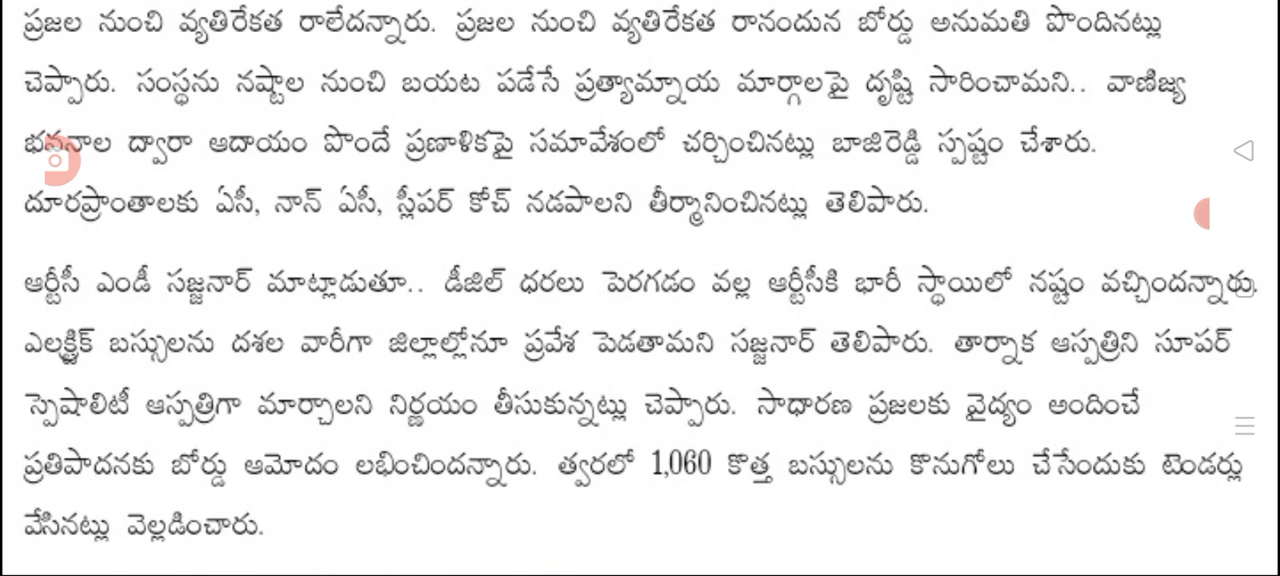 ప్రజల నుంచి వ్యతిరేకత రాలేదన్నారు. ప్రజల నుంచి వ్యతిరేకత రానందున బోర్డు అనుమతి పొందినట్లు
చెప్పారు. సంస్థను నష్టాల నుంచి బయట పడేసే ప్రత్యామ్నాయ మార్గాలపై దృష్టి సారించామని.. వాణిజ్య
భవనాల ద్వారా ఆదాయం పొందే ప్రణాళికపై సమావేశంలో చర్చించినట్లు బాజిరెడ్డి స్పష్టం చేశారు.
దూరప్రాంతాలకు ఏసీ, నాన్ ఏసీ, స్లీపర్ కోచ్ నడపాలని తీర్మానించినట్లు తెలిపారు.
ఆర్టీసీ ఎండీ సజ్జనార్ మాట్లాడుతూ.. డీజిల్ ధరలు పెరగడం వల్ల ఆర్టీసీకి భారీ స్థాయిలో నష్టం వచ్చిందన్నారు.
ఎలక్ట్రిక్ బస్సులను దశల వారీగా జిల్లాల్లోనూ ప్రవేశ పెడతామని సజ్జనార్ తెలిపారు. తార్నాక ఆస్పత్రిని సూపర్
స్పెషాలిటీ ఆస్పత్రిగా మార్చాలని నిర్ణయం తీసుకున్నట్లు చెప్పారు. సాధారణ ప్రజలకు వైద్యం అందించే
ప్రతిపాదనకు బోర్డు ఆమోదం లభించిందన్నారు. త్వరలో 1,060 కొత్త బస్సులను కొనుగోలు చేసేందుకు టెండర్లు
వేసినట్లు వెల్లడించారు.